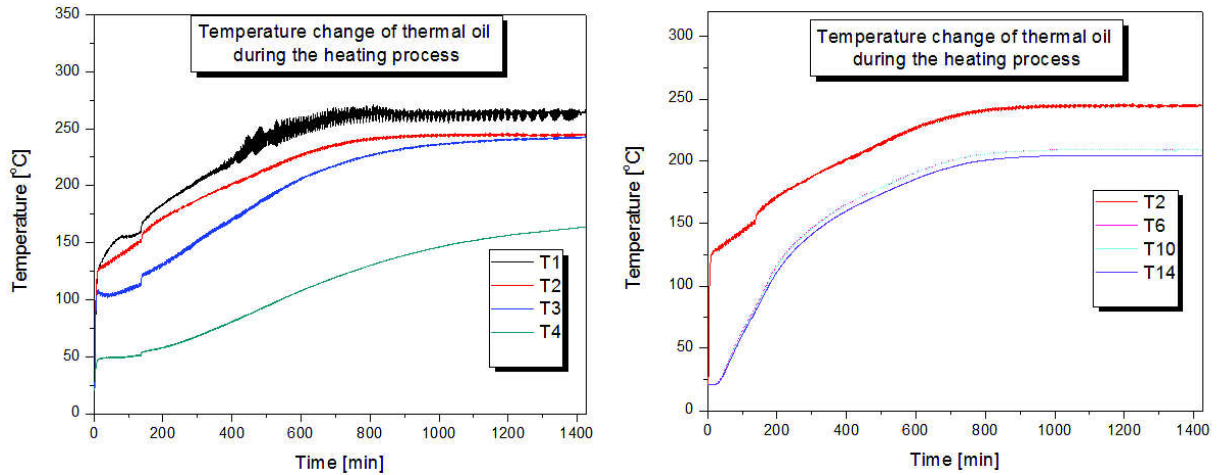 Temperature change of thermal oil
during the heating process
350
300
250
200
150
100
50
0
Temperature [°C]
T1
T2
T3
T4
0 200 400 600 800 1000 1200 1400
Time [min]
Temperature change of thermal oil
during the heating process
300
250
200
150
100
50
0
Temperature [°C]
T2
T6
T10
T14
0 200 400 600 800 1000 1200 1400
Time [min]